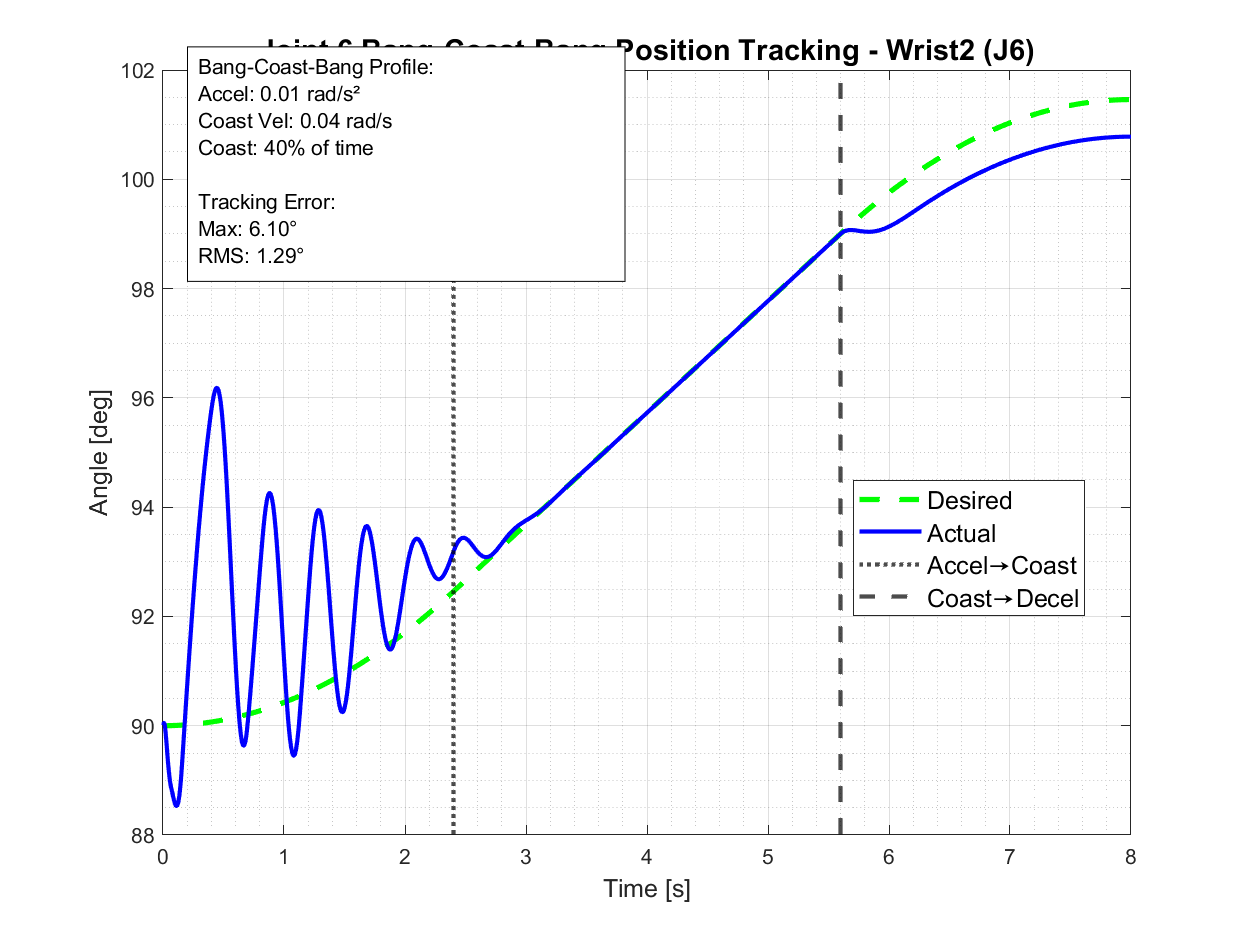 Position Tracking - Wrist2 (J6)
Bang-Coast-Bang Profile:
Accel: 0.01 rad/s²
Coast Vel: 0.04 rad/s
Coast: 40% of time
Tracking Error:
Max: 6.10°
RMS: 1.29°
102
100
98
96
94
92
90
88
Angle [deg]
Desired
Actual
Accel→Coast
Coast→Decel
0 1 2 3 4 5 6 7 8
Time [s]